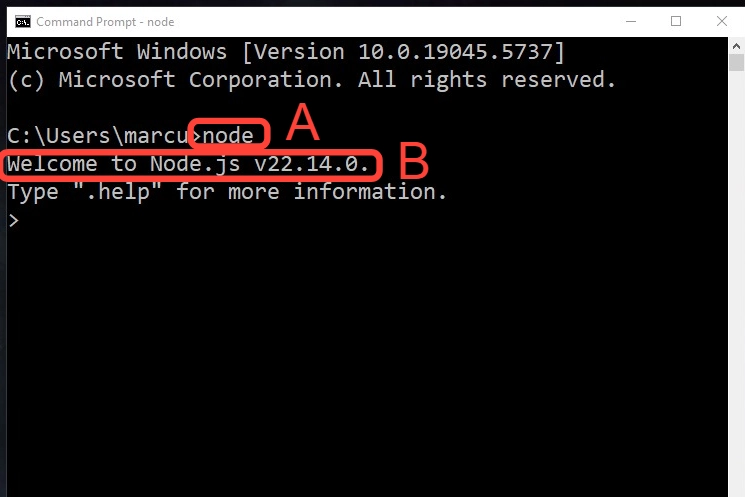 Command Prompt - node
Microsoft Windows [Version 10.0.19045.5737]
(c) Microsoft Corporation. All rights reserved.
C:\Users\marcu>node A
Welcome to Node.js v22.14.0. B
Type ".help" for more information.
>